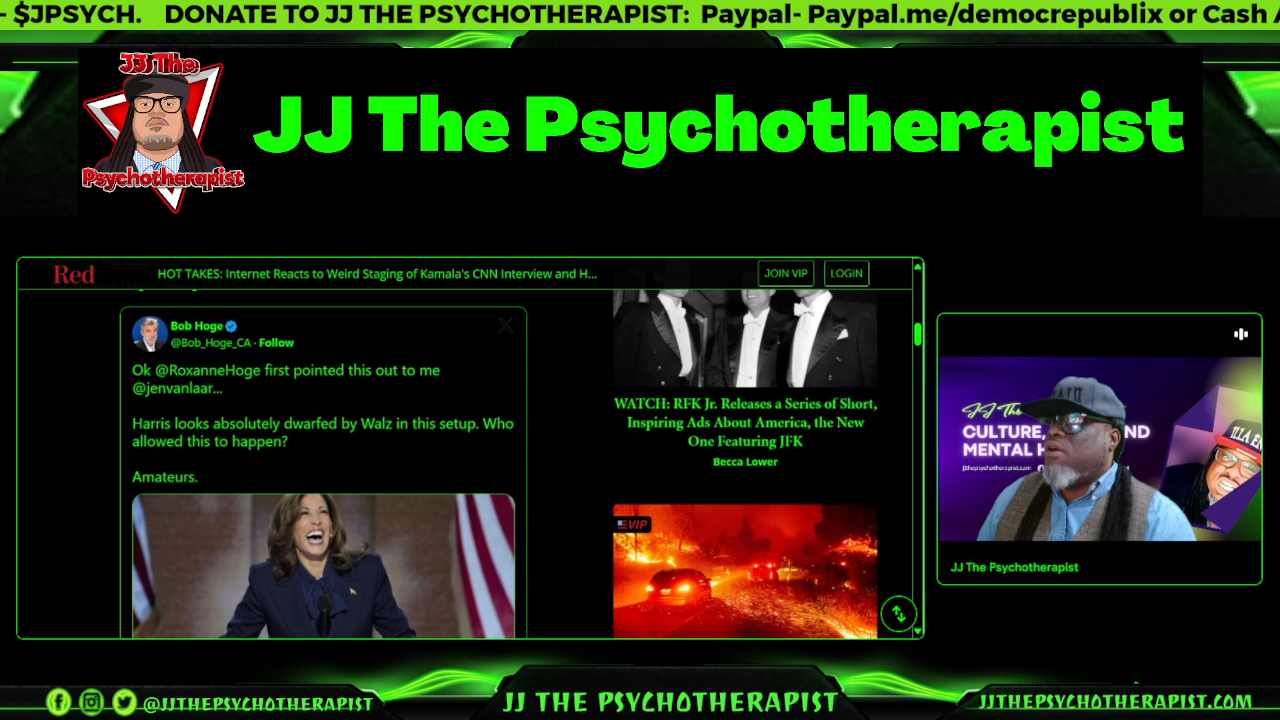 - $JPSYCH. DONATE TO JJ THE PSYCHOTHERAPIST: Paypal- Paypal.me/democrepublix or Cash
JJ The
Psychotherapist
JJ The Psychotherapist
Red
HOT TAKES: Internet Reacts to Weird Staging of Kamala's CNN Interview and H...
JOIN VIP
LOGIN
Bob Hoge
@Bob_Hoge_CA · Follow
Ok @RoxanneHoge first pointed this out to me
@jenvanlaar...
Harris looks absolutely dwarfed by Walz in this setup. Who
allowed this to happen?
Amateurs.
WATCH: RFK Jr. Releases a Series of Short,
Inspiring Ads About America, the New
One Featuring JFK
Becca Lower
VIP
JJ The
CULTURE, ND
MENTAL H
JJ The Psychotherapist
@JJTHEPSYCHOTHERAPIST
JJ THE PSYCHOTHERAPIST
JJTHEPSYCHOTHERAPIST.COM